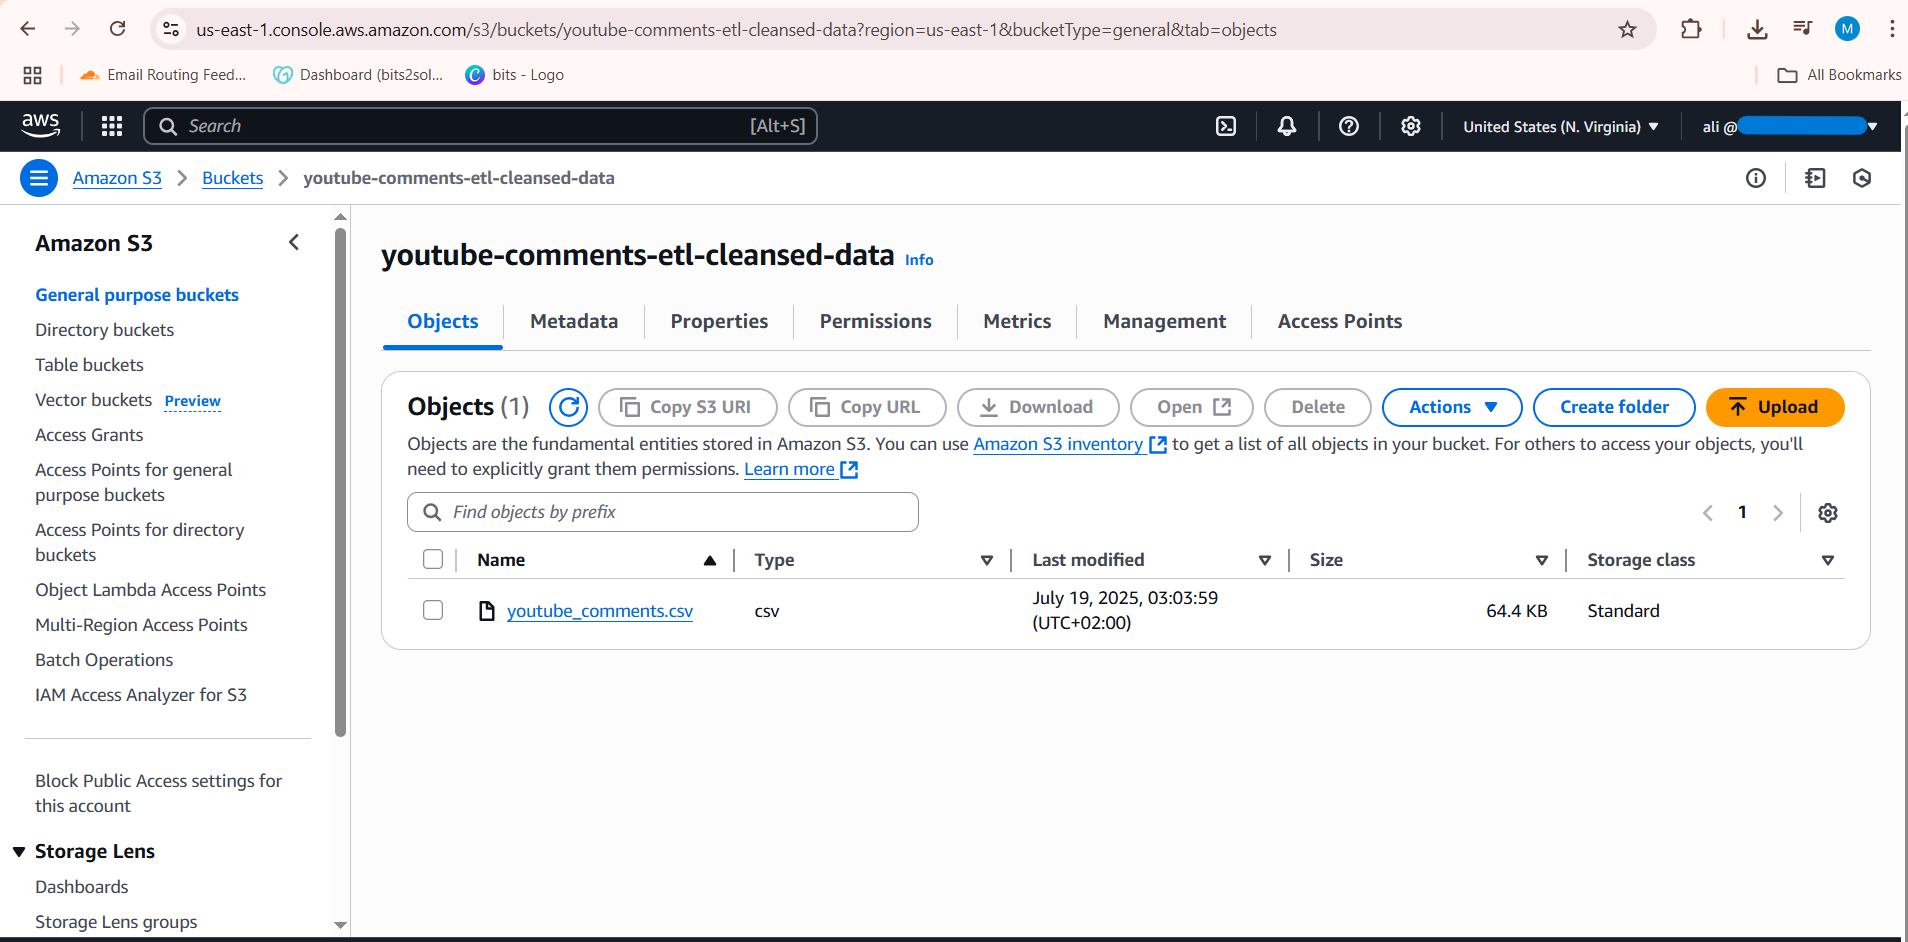 us-east-1.console.aws.amazon.com/s3/buckets/youtube-comments-etl-cleansed-data?region=us-east-1&bucketType=general&tab=objects
M
Email Routing Feed...
Dashboard (bits2sol...
bits - Logo
All Bookmarks
aws
Search
[Alt+S]
United States (N. Virginia)
ali @
Amazon S3
Buckets
youtube-comments-etl-cleansed-data
Amazon S3
General purpose buckets
Directory buckets
Table buckets
Vector buckets Preview
Access Grants
Access Points for general
purpose buckets
Access Points for directory
buckets
Object Lambda Access Points
Multi-Region Access Points
Batch Operations
IAM Access Analyzer for S3
Block Public Access settings for
this account
Storage Lens
Dashboards
Storage Lens groups
youtube-comments-etl-cleansed-data Info
Objects
Metadata
Properties
Permissions
Metrics
Management
Access Points
Objects (1)
Copy S3 URI
Copy URL
Download
Open
Delete
Actions
Create folder
Upload
Objects are the fundamental entities stored in Amazon S3. You can use Amazon S3 inventory to get a list of all objects in your bucket. For others to access your objects, you'll
need to explicitly grant them permissions. Learn more
Find objects by prefix
1
Name
Type
Last modified
Size
Storage class
youtube_comments.csv
csv
July 19, 2025, 03:03:59
(UTC+02:00)
64.4 KB
Standard